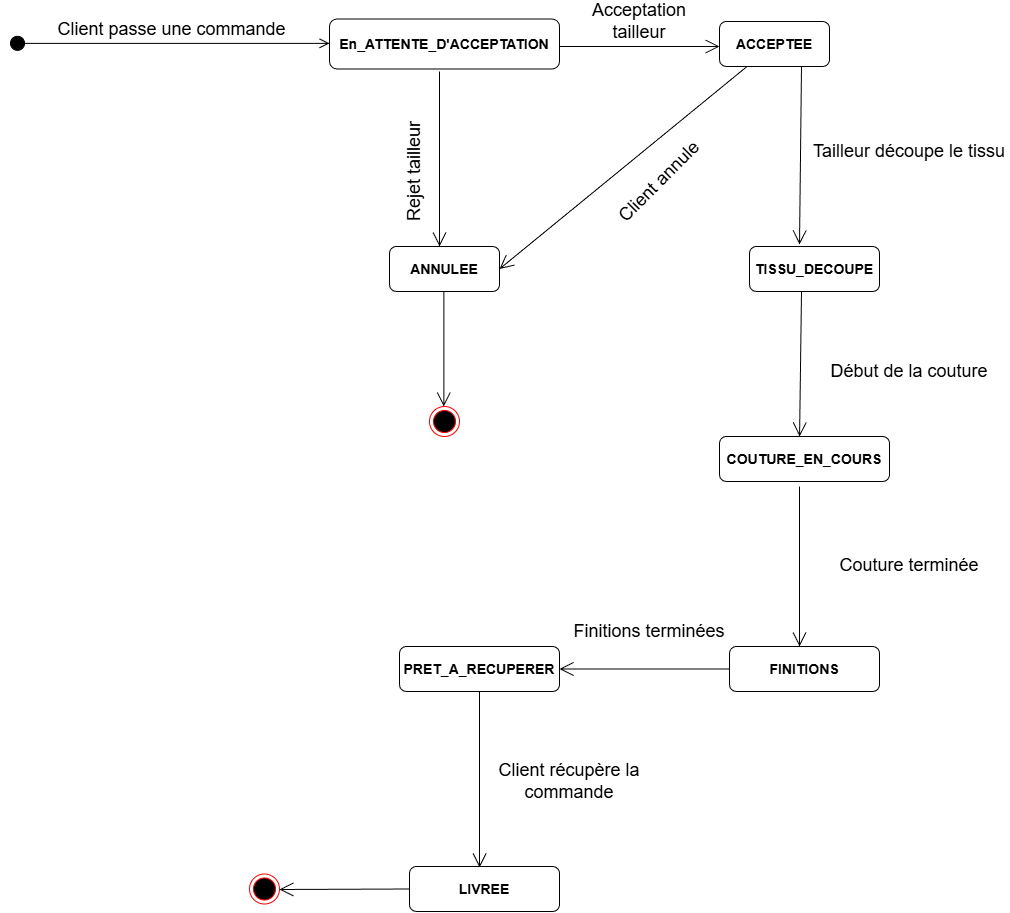 Client passe une commande
En_ATTENTE_D'ACCEPTATION
Acceptation
tailleur
ACCEPTEE
Rejet tailleur
Client annule
Tailleur découpe le tissu
ANNULEE
TISSU_DECOUPE
Début de la couture
COUTURE_EN_COURS
Couture terminée
Finitions terminées
PRET_A_RECUPERER
FINITIONS
Client récupère la
commande
LIVREE